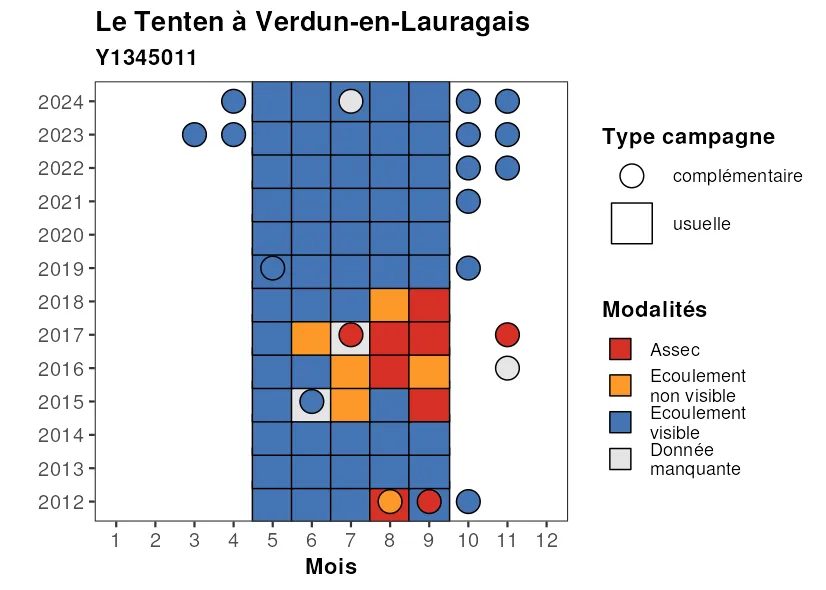 Le Tenten à Verdun-en-Lauragais
Y1345011
2024
2023
2022
2021
2020
2019
2018
2017
2016
2015
2014
2013
2012
1 2 3 4 5 6 7 8 9 10 11 12
Mois
Type campagne
complémentaire
usuelle
Modalités
Assec
Ecoulement
non visible
Ecoulement
visible
Donnée
manquante